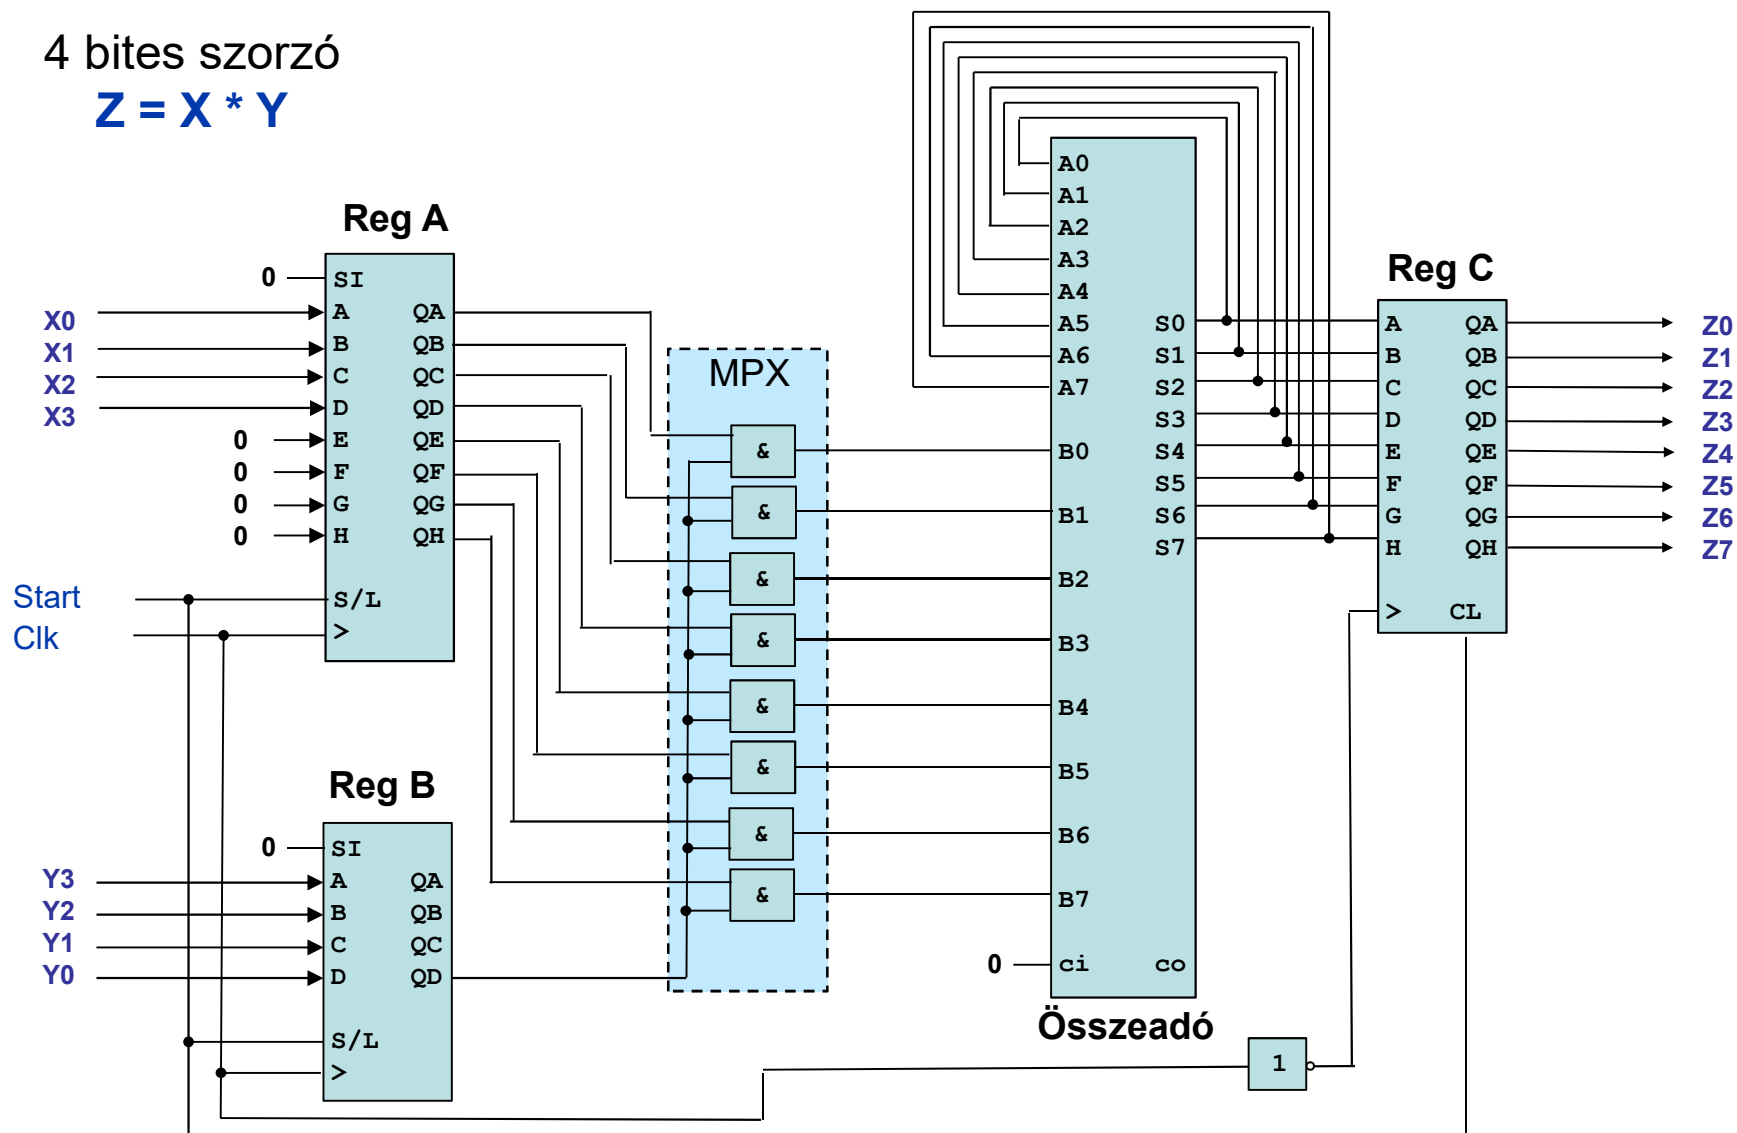 4 bites szorzó
Z = X * Y
Reg A
0
SI
X0
X1
X2
X3
A
B
C
D
E
F
G
H
0
0
0
0
QA
QB
QC
QD
QE
QF
QG
QH
Start
Clk
S/L
>
Reg B
0
SI
Y3
Y2
Y1
Y0
A
B
C
D
QA
QB
QC
QD
S/L
>
MPX
&
&
&
&
&
&
&
&
A0
A1
A2
A3
A4
A5
A6
A7
B0
B1
B2
B3
B4
B5
B6
B7
0
ci
co
S0
S1
S2
S3
S4
S5
S6
S7
Összeadó
1
Reg C
A
B
C
D
E
F
G
H
QA
QB
QC
QD
QE
QF
QG
QH
>
CL
Z0
Z1
Z2
Z3
Z4
Z5
Z6
Z7